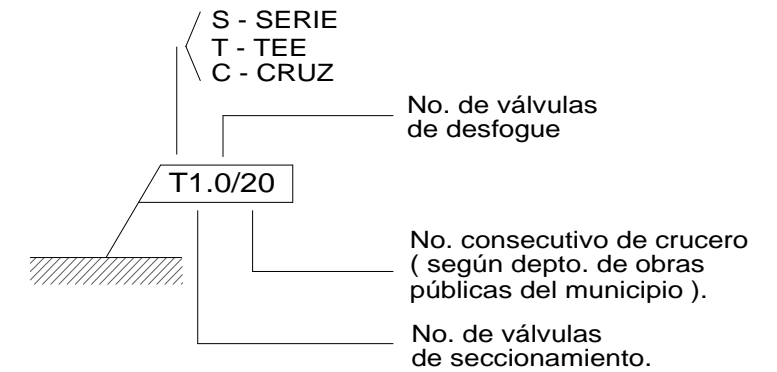 S - SERIE
T - TEE
C - CRUZ
No. de válvulas
de desfogue
T1.0/20
No. consecutivo de crucero
( según depto. de obras
públicas del municipio ).
No. de válvulas
de seccionamiento.